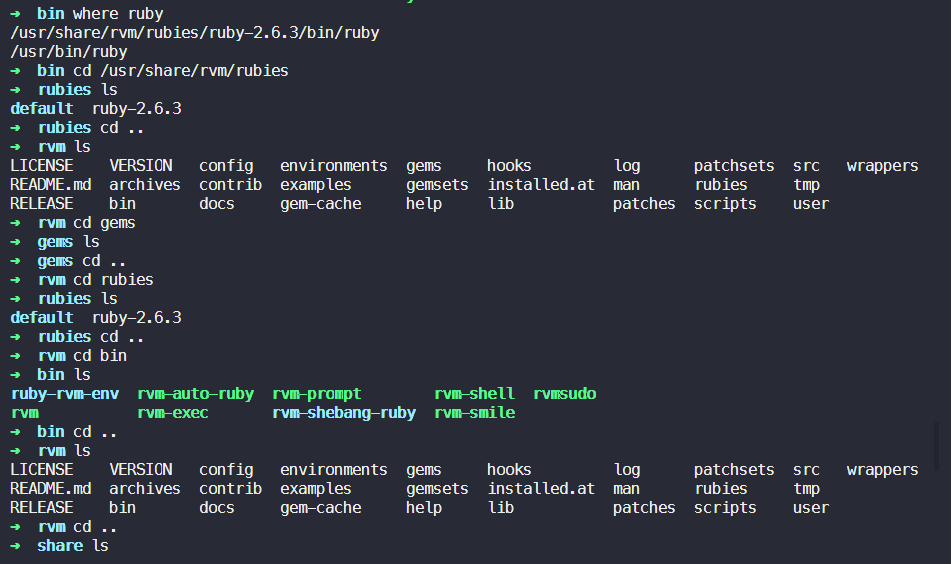 ➜ bin where ruby
/usr/share/rvm/rubies/ruby-2.6.3/bin/ruby
/usr/bin/ruby
➜ bin cd /usr/share/rvm/rubies
➜ rubies ls
default ruby-2.6.3
➜ rubies cd ..
➜ rvm ls
LICENSE VERSION config environments gems hooks log patchsets src wrappers
README.md archives contrib examples gemsets installed.at man rubies tmp
RELEASE bin docs gem-cache help lib patches scripts user
➜ rvm cd gems
➜ gems ls
➜ gems cd ..
➜ rvm cd rubies
➜ rubies ls
default ruby-2.6.3
➜ rubies cd ..
➜ rvm cd bin
➜ bin ls
ruby-rvm-env rvm-auto-ruby rvm-prompt rvm-shell rvmsudo
rvm rvm-exec rvm-shebang-ruby rvm-smile
➜ bin cd ..
➜ rvm ls
LICENSE VERSION config environments gems hooks log patchsets src wrappers
README.md archives contrib examples gemsets installed.at man rubies tmp
RELEASE bin docs gem-cache help lib patches scripts user
➜ rvm cd ..
➜ share ls